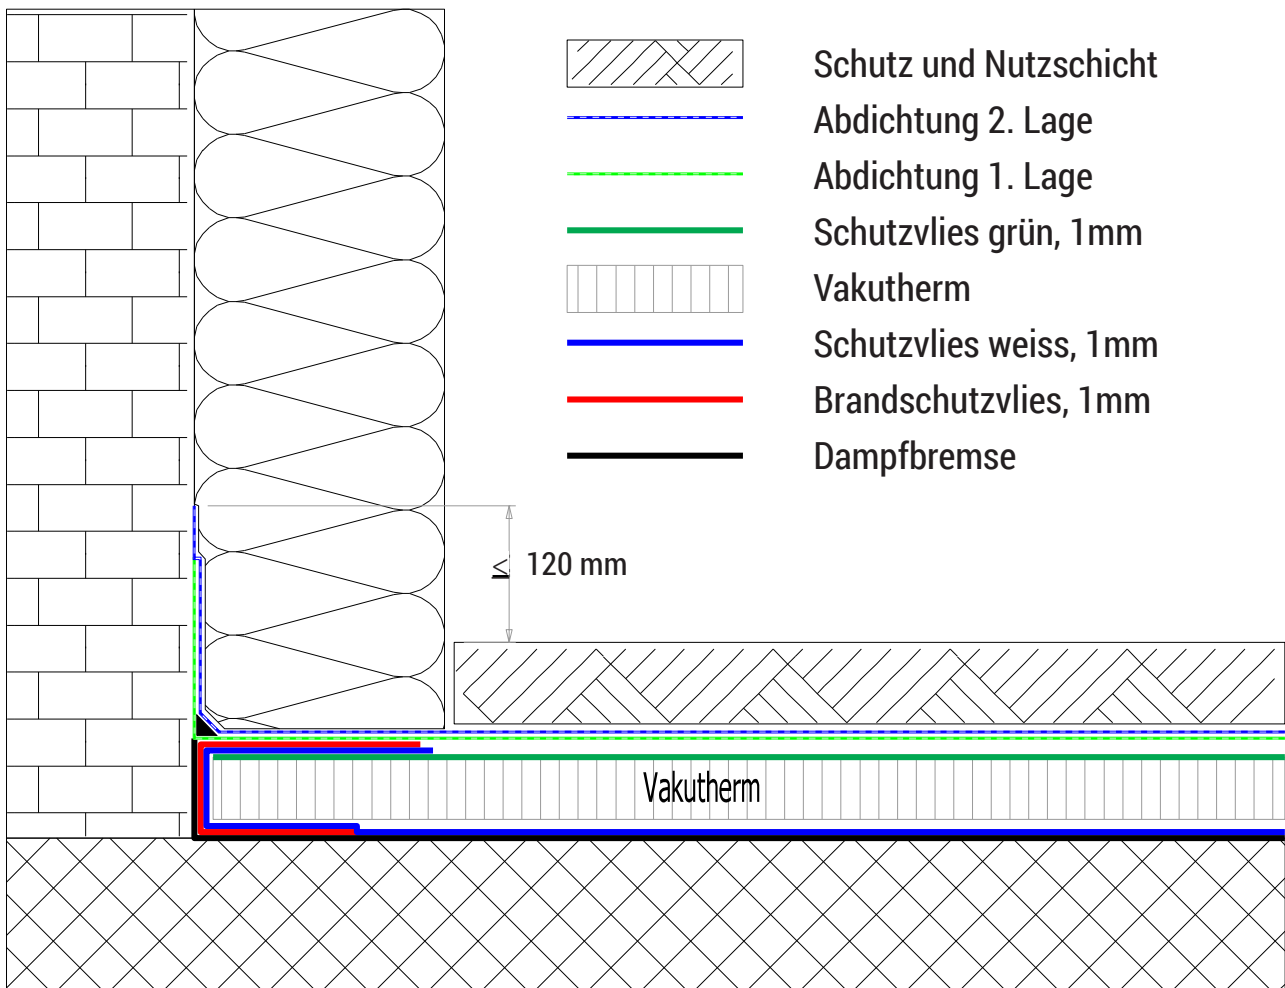 Schutz und Nutzschicht
Abdichtung 2. Lage
Abdichtung 1. Lage
Schutzvlies grün, 1mm
Vakutherm
Schutzvlies weiss, 1mm
Brandschutzvlies, 1mm
Dampfbremse
≤ 120 mm
Vakutherm